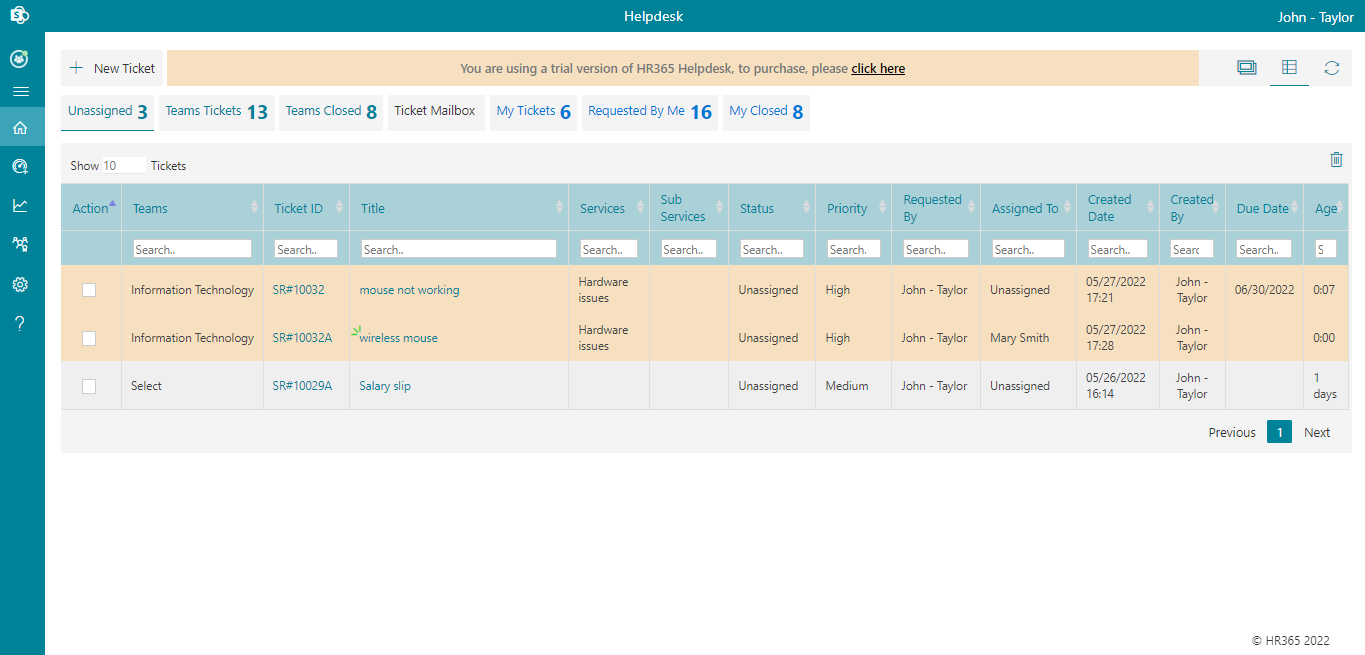 Helpdesk
John - Taylor
New Ticket
You are using a trial version of HR365 Helpdesk, to purchase, please click here
Unassigned 3 Teams Tickets 13 Teams Closed 8 Ticket Mailbox My Tickets 6 Requested By Me 16 My Closed 8
Show 10 Tickets
Action Teams Ticket ID Title Services Sub Services Status Priority Requested By Assigned To Created Date Created By Due Date Age
Search.. Search.. Search.. Search.. Search.. Search.. Search. Search.. Search.. Search.. Searc Search.. S
Information Technology SR#10032 mouse not working Hardware issues Unassigned High John - Taylor Unassigned 05/27/2022 17:21 John - Taylor 06/30/2022 0:07
Information Technology SR#10032A wireless mouse Hardware issues Unassigned High John - Taylor Mary Smith 05/27/2022 17:28 John - Taylor 0:00
Select SR#10029A Salary slip Unassigned Medium John - Taylor Unassigned 05/26/2022 16:14 John - Taylor 1 days
Previous 1 Next
© HR365 2022